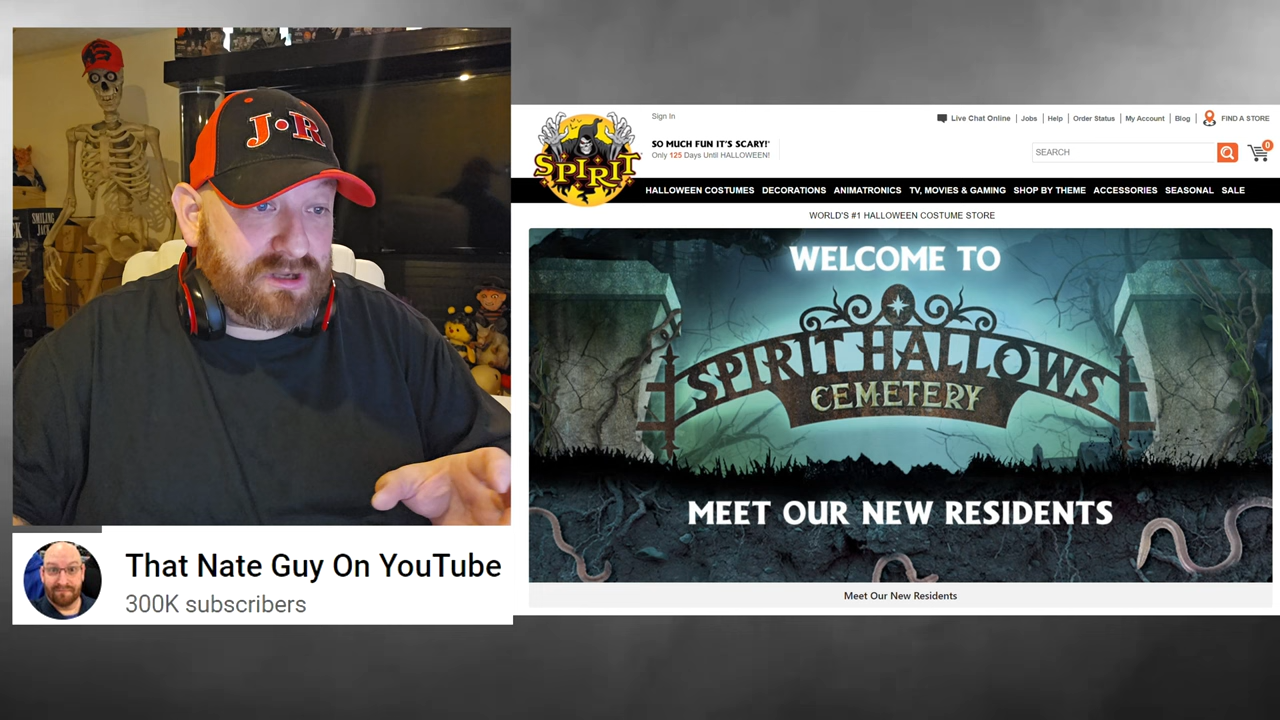 J·R
SMILING
JACK
That Nate Guy On YouTube
300K subscribers
SPIRIT
Sign In
Live Chat Online | Jobs | Help | Order Status | My Account | Blog | FIND A STORE
SO MUCH FUN IT'S SCARY!®
Only 125 Days Until HALLOWEEN!
SEARCH
0
HALLOWEEN COSTUMES DECORATIONS ANIMATRONICS TV, MOVIES & GAMING SHOP BY THEME ACCESSORIES SEASONAL SALE
WORLD'S #1 HALLOWEEN COSTUME STORE
WELCOME TO
SPIRIT HALLOWS
CEMETERY
MEET OUR NEW RESIDENTS
Meet Our New Residents